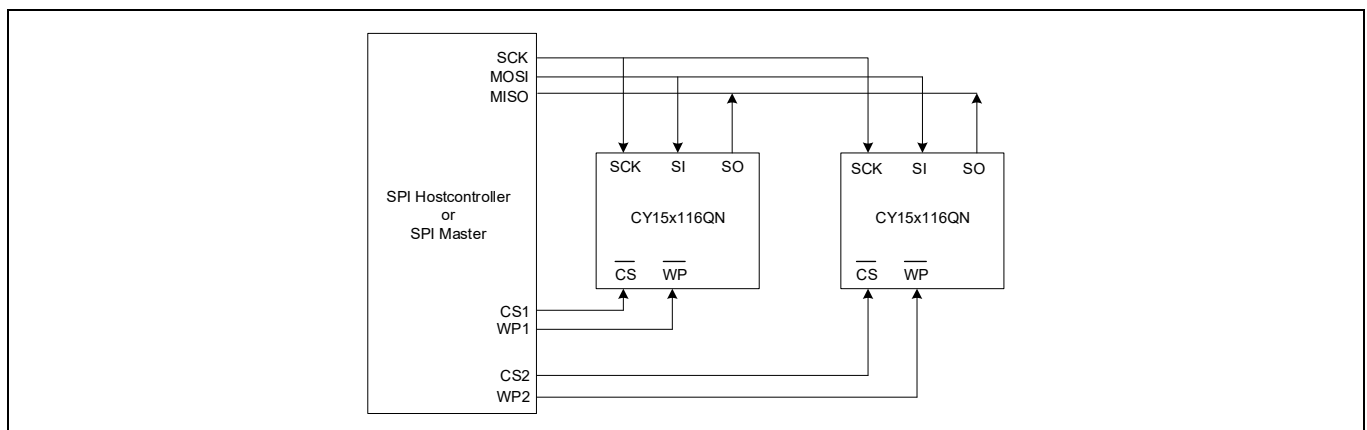 SCK
MOSI
MISO
SPI Hostcontroller
or
SPI Master
CS1
WP1
CS2
WP2
SCK SI SO
CY15x116QN
CS WP
SCK SI SO
CY15x116QN
CS WP